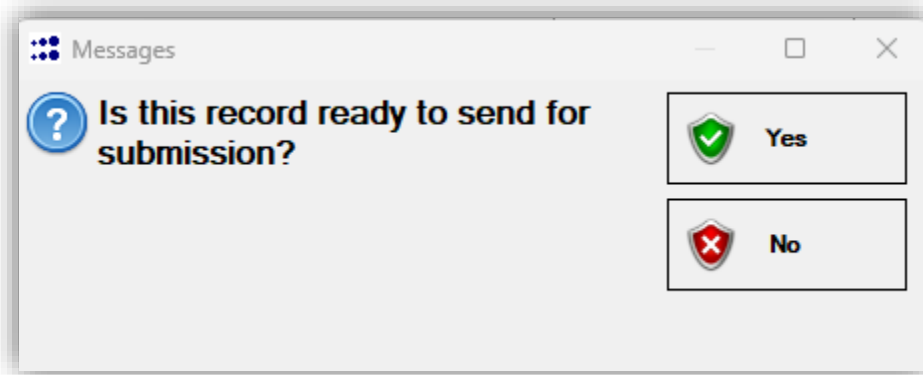 Messages
Is this record ready to send for
submission?
Yes
No